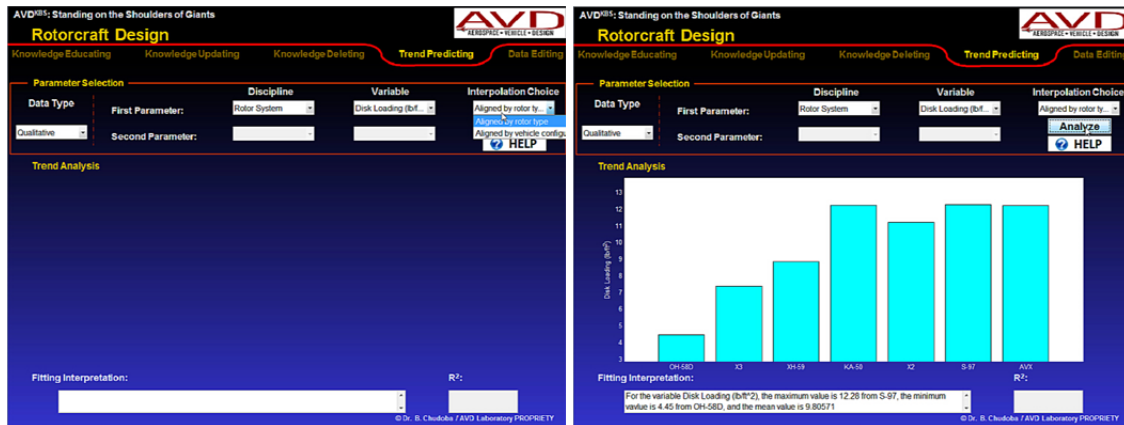 AVDKBS: Standing on the Shoulders of Giants
Rotorcraft Design
AVD
AEROSPACE • VEHICLE • DESIGN
Knowledge Educating Knowledge Updating Knowledge Deleting Trend Predicting Data Editing
Parameter Selection
Discipline Variable Interpolation Choice
Data Type First Parameter: Rotor System Disk Loading (lb/f... Aligned by rotor ty...
Aligned by rotor type
Qualitative Second Parameter: Aligned by vehicle configu
? HELP
Trend Analysis
Fitting Interpretation: R²:
© Dr. B. Chudoba / AVD Laboratory PROPRIETY
AVDKBS: Standing on the Shoulders of Giants
Rotorcraft Design
AVD
AEROSPACE • VEHICLE • DESIGN
Knowledge Educating Knowledge Updating Knowledge Deleting Trend Predicting Data Editing
Parameter Selection
Discipline Variable Interpolation Choice
Data Type First Parameter: Rotor System Disk Loading (lb/f... Aligned by rotor ty...
Qualitative Second Parameter: Analyze
? HELP
Trend Analysis
13
12
11
10
9
8
7
6
5
4
3
Disk Loading (lb/ft²)
OH-58D X3 XH-59 KA-50 X2 S-97 AVX
Fitting Interpretation: R²:
For the variable Disk Loading (lb/ft^2), the maximum value is 12.28 from S-97, the minimum
vavlue is 4.45 from OH-58D, and the mean value is 9.80571
© Dr. B. Chudoba / AVD Laboratory PROPRIETY